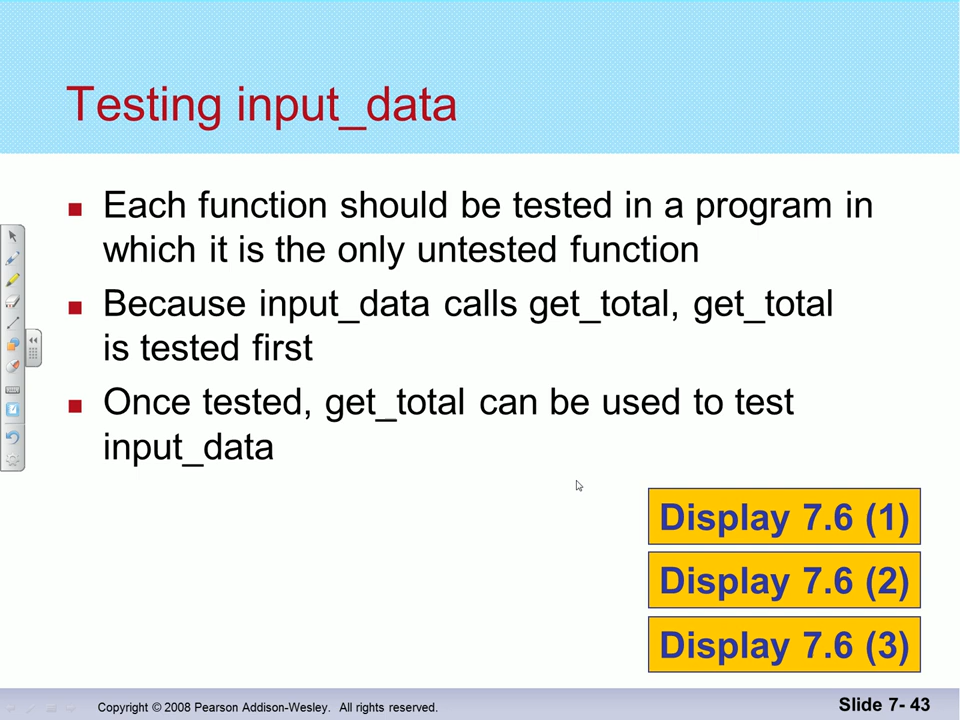 Testing input_data
Each function should be tested in a program in
which it is the only untested function
Because input_data calls get_total, get_total
is tested first
Once tested, get_total can be used to test
input_data
Display 7.6 (1)
Display 7.6 (2)
Display 7.6 (3)
Copyright © 2008 Pearson Addison-Wesley. All rights reserved.
Slide 7- 43